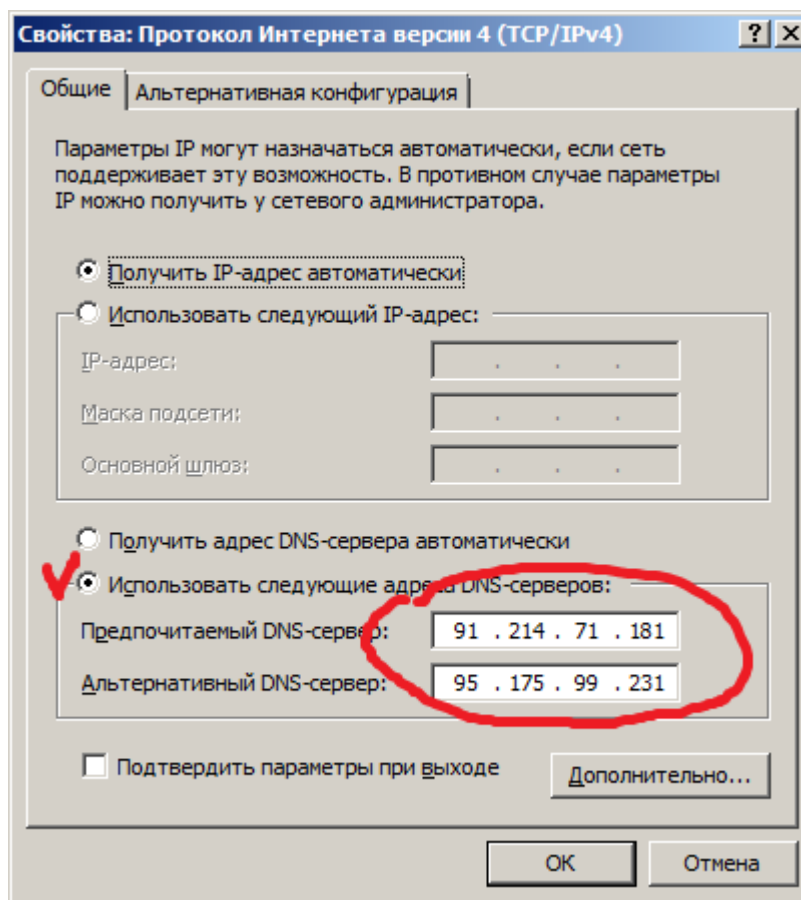 Свойства: Протокол Интернета версии 4 (TCP/IPv4)
Общие
Альтернативная конфигурация
Параметры IP могут назначаться автоматически, если сеть
поддерживает эту возможность. В противном случае параметры
IP можно получить у сетевого администратора.
Получить IP-адрес автоматически
Использовать следующий IP-адрес:
IP-адрес:
Маска подсети:
Основной шлюз:
Получить адрес DNS-сервера автоматически
Использовать следующие адреса DNS-серверов:
Предпочитаемый DNS-сервер: 91 . 214 . 71 . 181
Альтернативный DNS-сервер: 95 . 175 . 99 . 231
Подтвердить параметры при выходе
Дополнительно...
ОК
Отмена